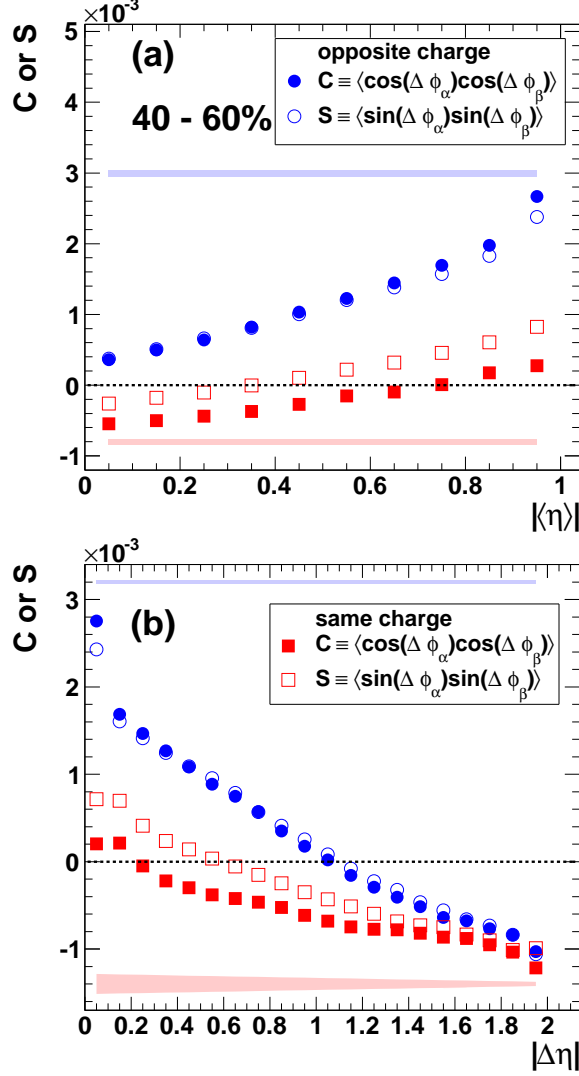 ×10⁻³
C or S
5
4
3
2
1
0
-1
(a)
40 - 60%
opposite charge
C ≡ ⟨cos(Δ ϕα)cos(Δ ϕβ)⟩
S ≡ ⟨sin(Δ ϕα)sin(Δ ϕβ)⟩
0 0.2 0.4 0.6 0.8 1
|⟨η⟩|
×10⁻³
C or S
3
2
1
0
-1
(b)
same charge
C ≡ ⟨cos(Δ ϕα)cos(Δ ϕβ)⟩
S ≡ ⟨sin(Δ ϕα)sin(Δ ϕβ)⟩
0 0.2 0.4 0.6 0.8 1 1.2 1.4 1.6 1.8 2
|Δη|